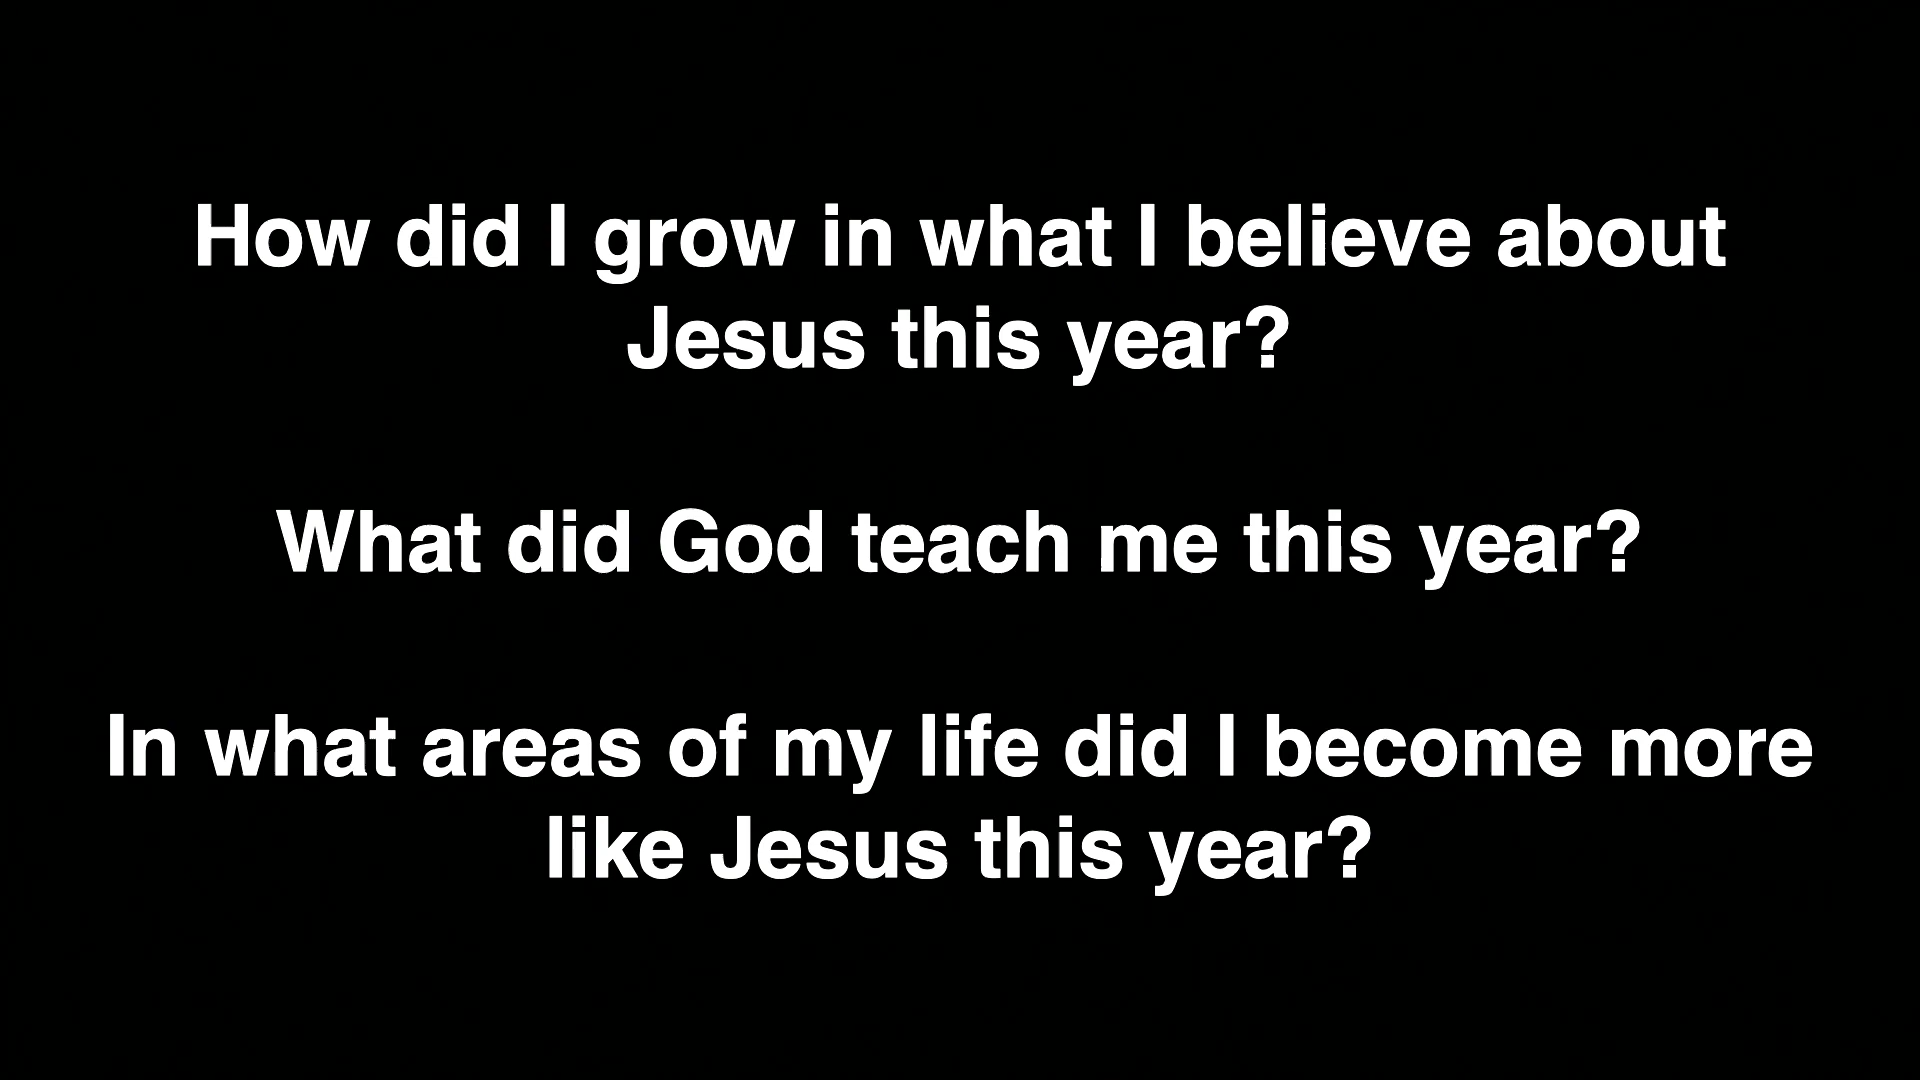 How did I grow in what I believe about
Jesus this year?
What did God teach me this year?
In what areas of my life did I become more
like Jesus this year?